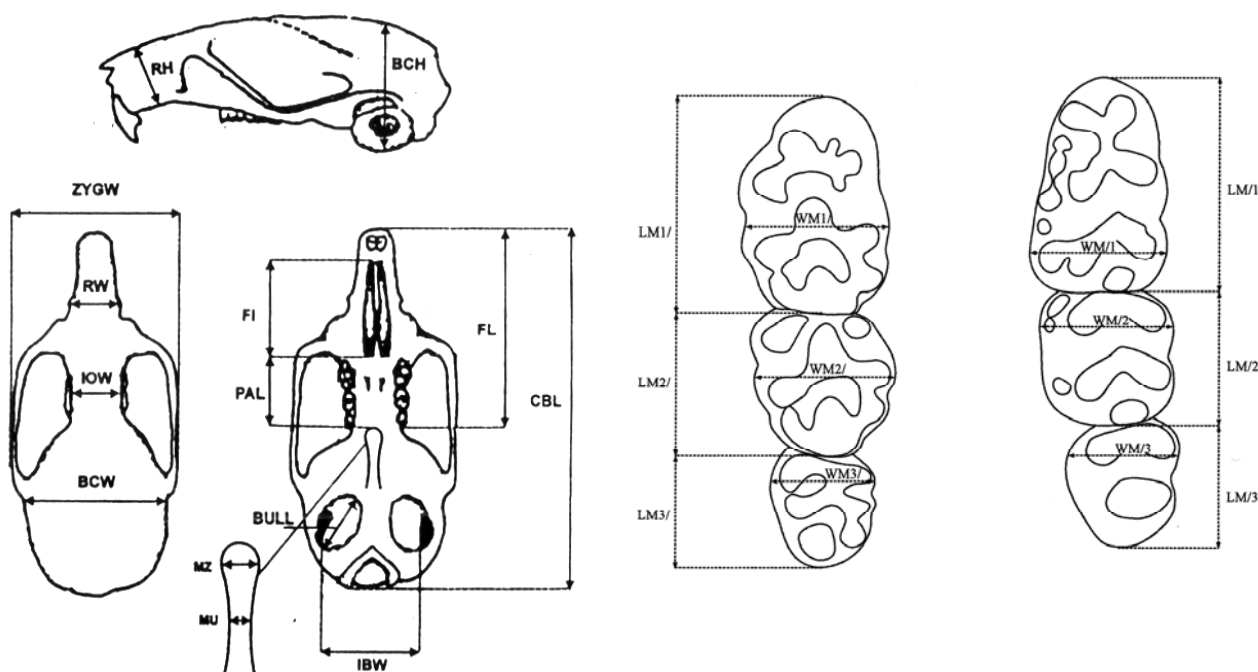 RH
BCH
ZYGW
RW
IOW
BCW
FI
PAL
FL
CBL
BULL
MZ
MU
IBW
LM1/
WM1/
LM2/
WM2/
LM3/
WM3/
LM/1
WM/1
LM/2
WM/2
LM/3
WM/3